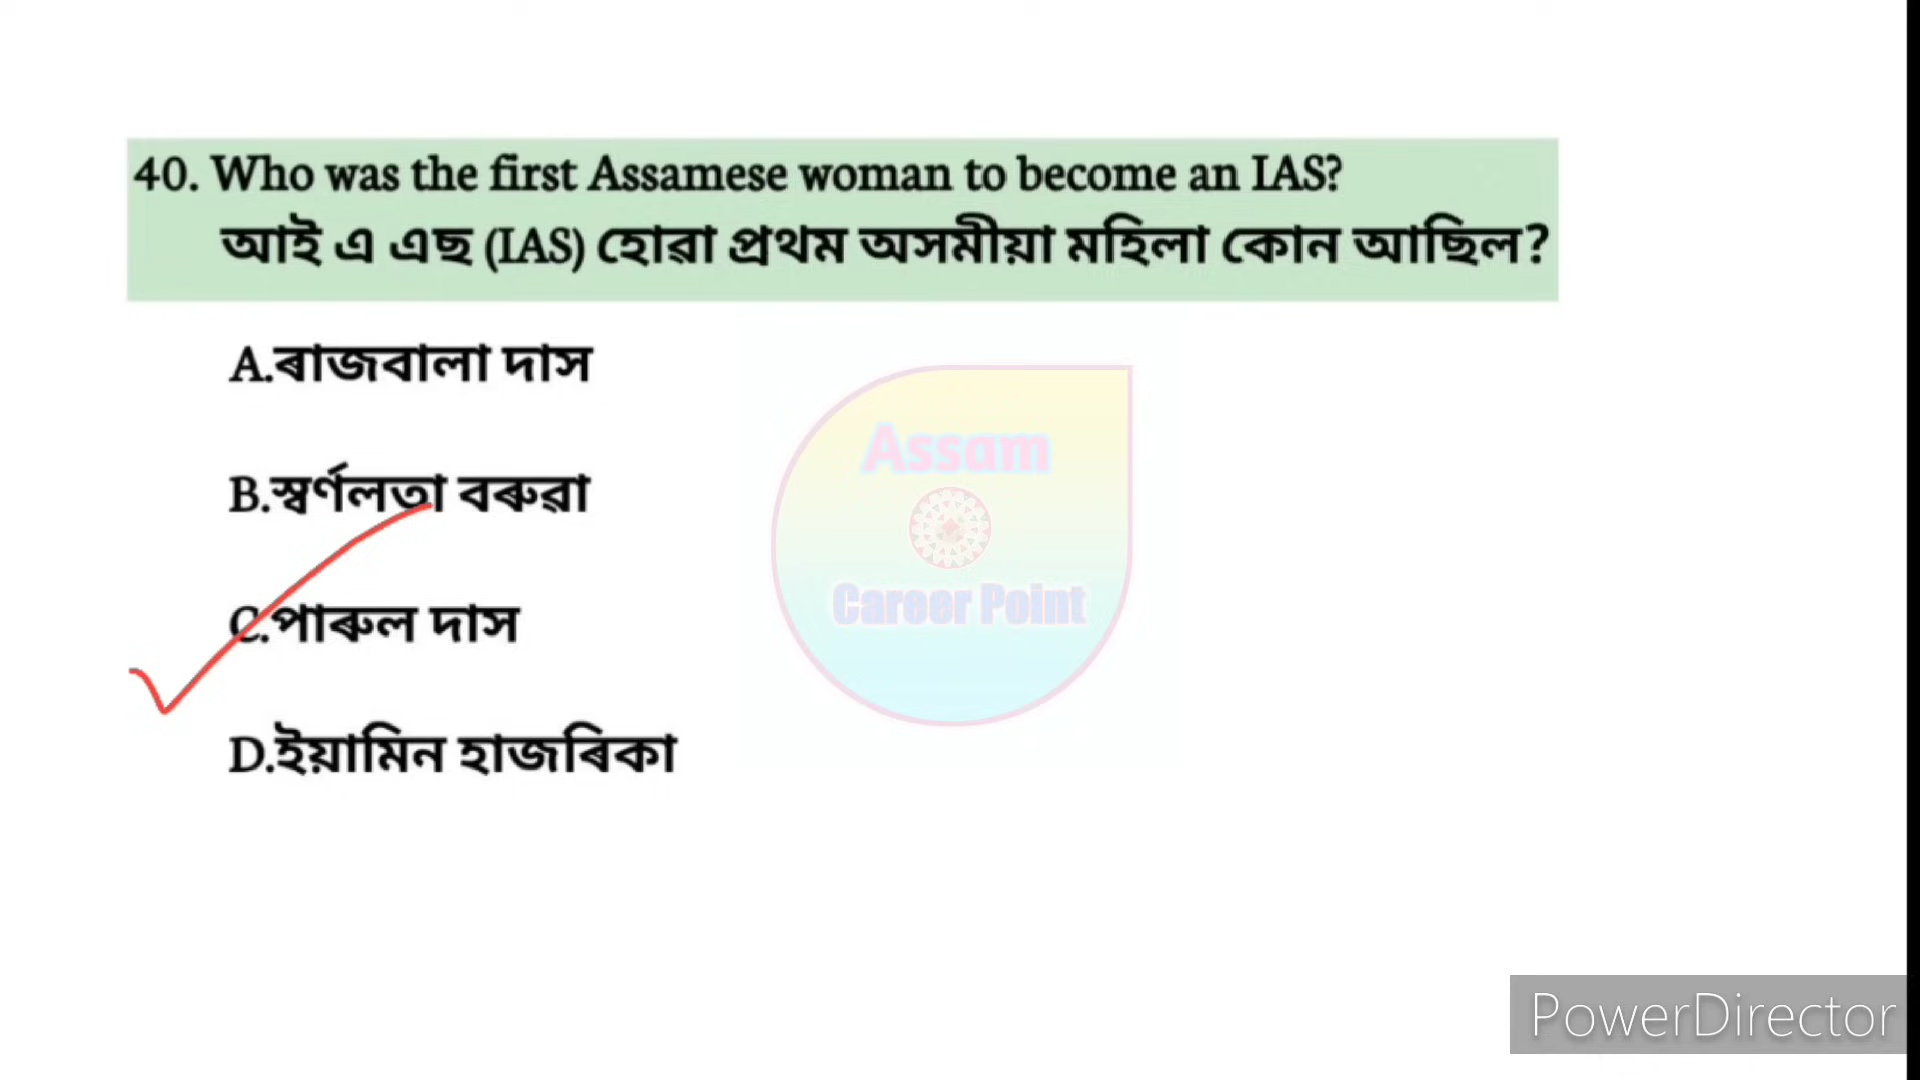 40. Who was the first Assamese woman to become an IAS?
আই এ এছ (IAS) হোৱা প্ৰথম অসমীয়া মহিলা কোন আছিল?
A.ৰাজবালা দাস
B.স্বৰ্ণলতা বৰুৱা
C.পাৰুল দাস
D.ইয়ামিন হাজৰিকা
Assam
Career Point
PowerDirector